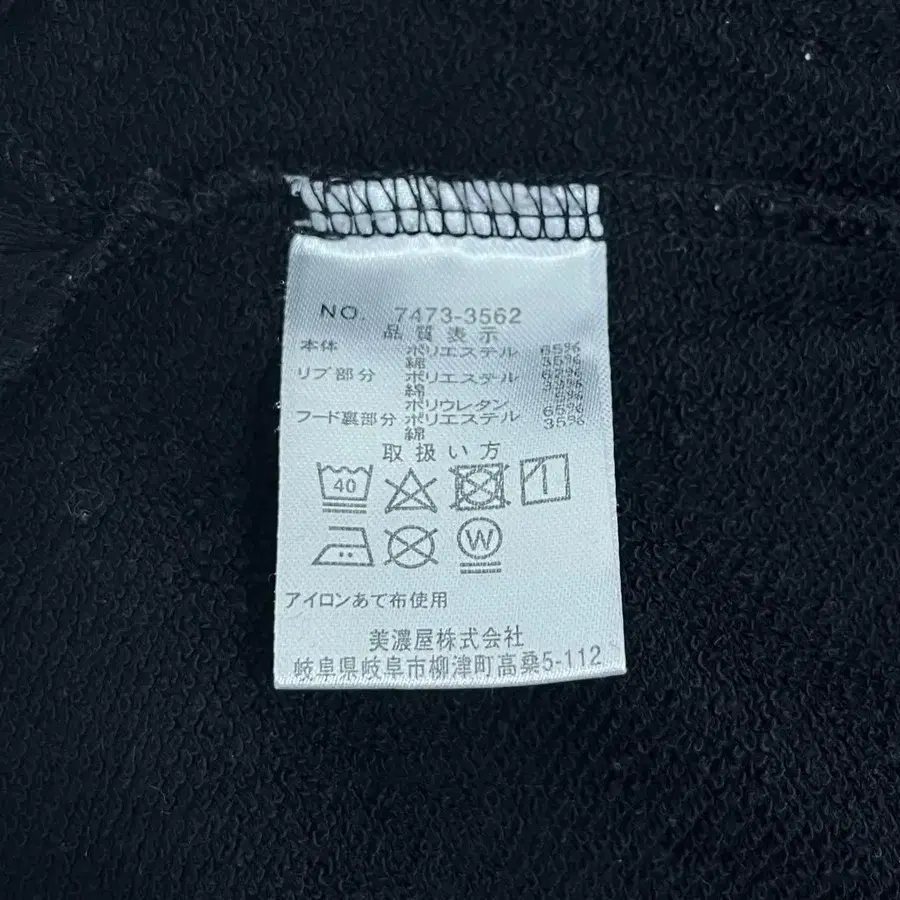 NO. 7473-3562
品質表示
本体 ポリエステル 65%
綿 35%
リブ部分 ポリエステル 62%
綿 33%
ポリウレタン 5%
フード裏部分 ポリエステル 65%
綿 35%
取扱い方
40
W
アイロンあて布使用
美濃屋株式会社
岐阜県岐阜市柳津町高桑5-112